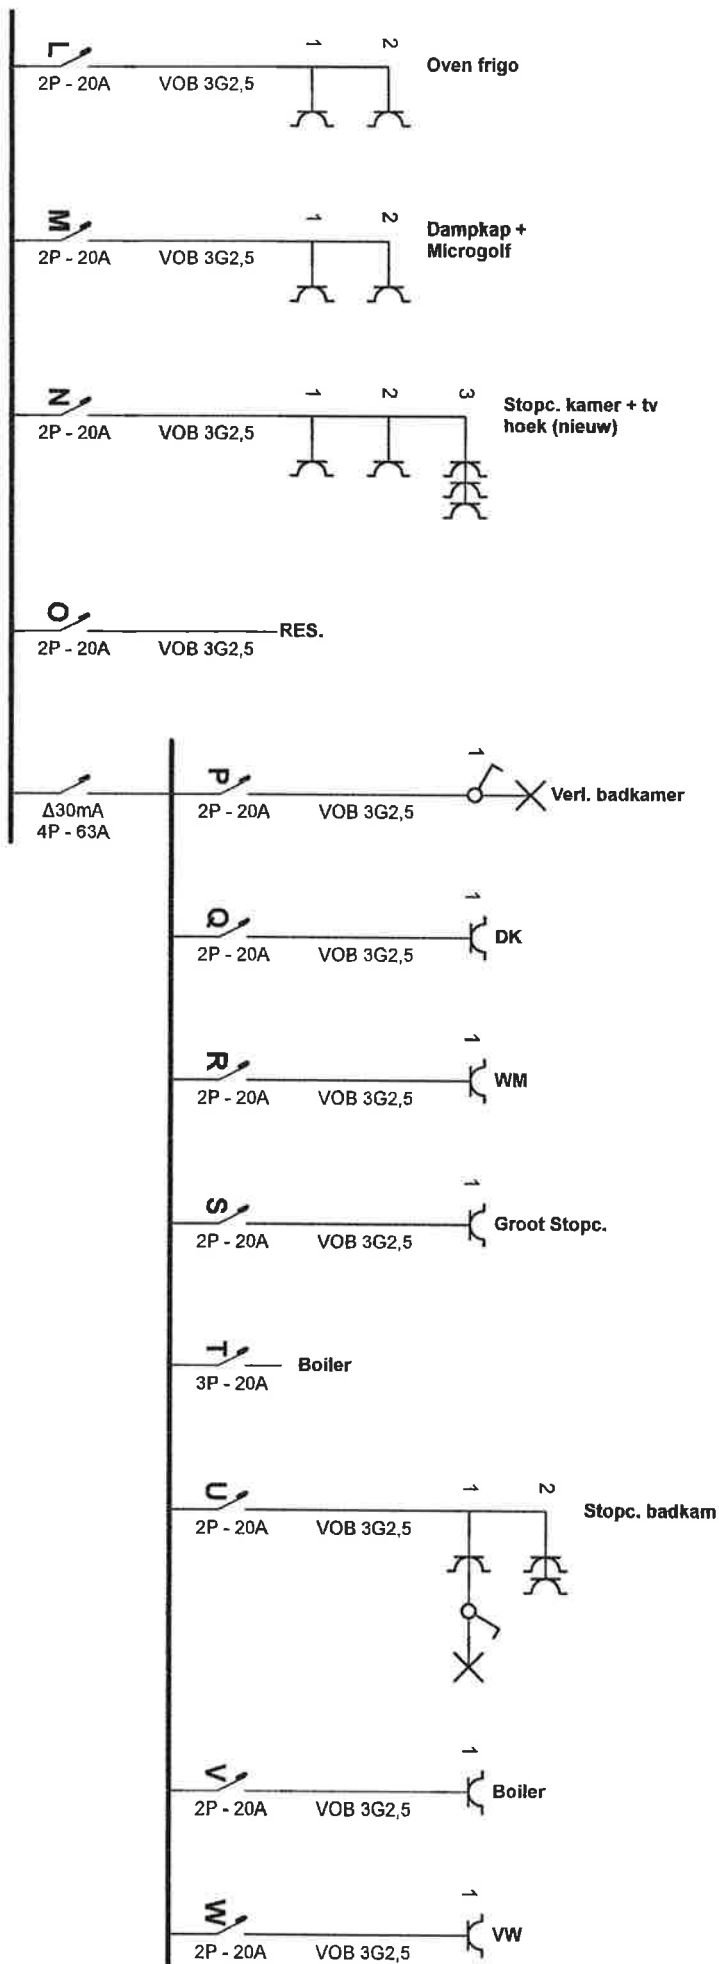 L 1 2 Oven frigo
2P - 20A VOB 3G2,5
M 1 2 Dampkap +
Microgolf
2P - 20A VOB 3G2,5
N 1 2 3 Stopc. kamer + tv
hoek (nieuw)
2P - 20A VOB 3G2,5
O RES.
2P - 20A VOB 3G2,5
Δ30mA
4P - 63A
P 1 Verl. badkamer
2P - 20A VOB 3G2,5
Q 1 DK
2P - 20A VOB 3G2,5
R 1 WM
2P - 20A VOB 3G2,5
S 1 Groot Stopc.
2P - 20A VOB 3G2,5
T Boiler
3P - 20A
U 1 2 Stopc. badkam
2P - 20A VOB 3G2,5
V 1 Boiler
2P - 20A VOB 3G2,5
W 1 VW
2P - 20A VOB 3G2,5